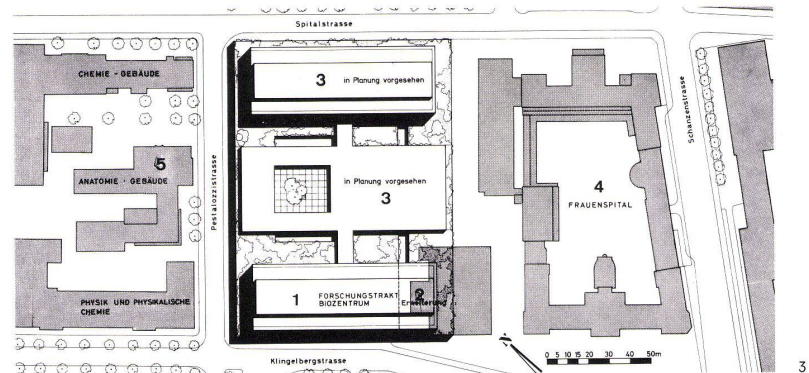 Spitalstrasse
CHEMIE - GEBÄUDE
3 in Planung vorgesehen
Schanzenstrasse
5
ANATOMIE - GEBÄUDE
Pestalozzistrasse
in Planung vorgesehen
3
4
FRAUENSPITAL
PHYSIK UND PHYSIKALISCHE
CHEMIE
1 FORSCHUNGSTRAKT
BIOZENTRUM
2
Erweiterung
Klingelbergstrasse
0 5 10 15 20 30 40 50m
3